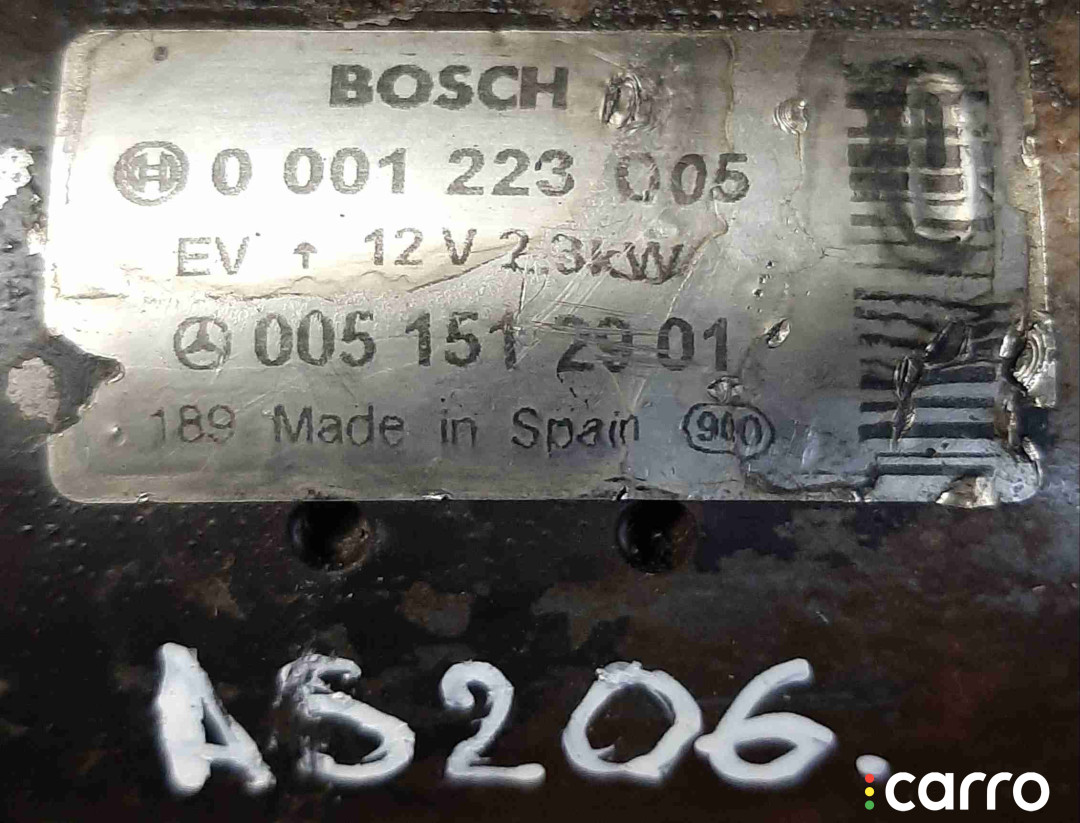 BOSCH
0 001 223 005
EV ↑ 12 V 2,3kW
005 151 29 01
189 Made in Spain 900
A5206.
carro